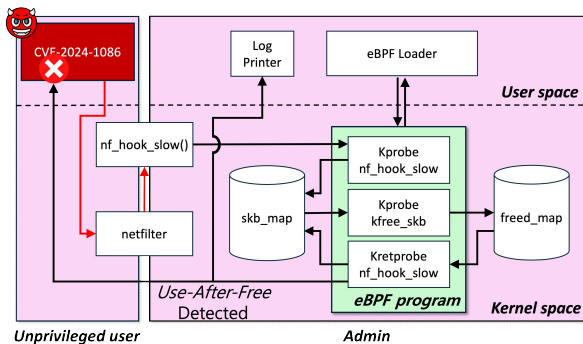 CVE-2024-1086
Log
Printer
eBPF Loader
User space
nf_hook_slow()
Kprobe
nf_hook_slow
skb_map
Kprobe
kfree_skb
freed_map
netfilter
Kretprobe
nf_hook_slow
Use-After-Free
Detected
eBPF program
Kernel space
Unprivileged user
Admin